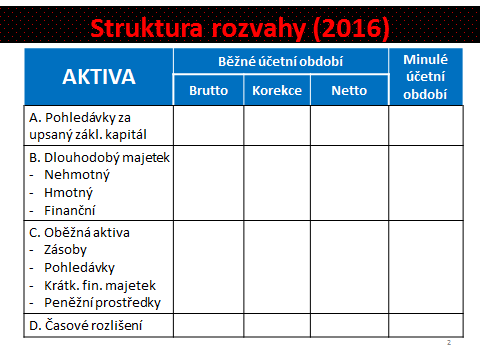 Struktura rozvahy (2016)
AKTIVA
Běžné účetní období
Minulé
účetní
období
Brutto
Korekce
Netto
A. Pohledávky za
upsaný zákl. kapitál
B. Dlouhodobý majetek
- Nehmotný
- Hmotný
- Finanční
C. Oběžná aktiva
- Zásoby
- Pohledávky
- Krátk. fin. majetek
- Peněžní prostředky
D. Časové rozlišení
2